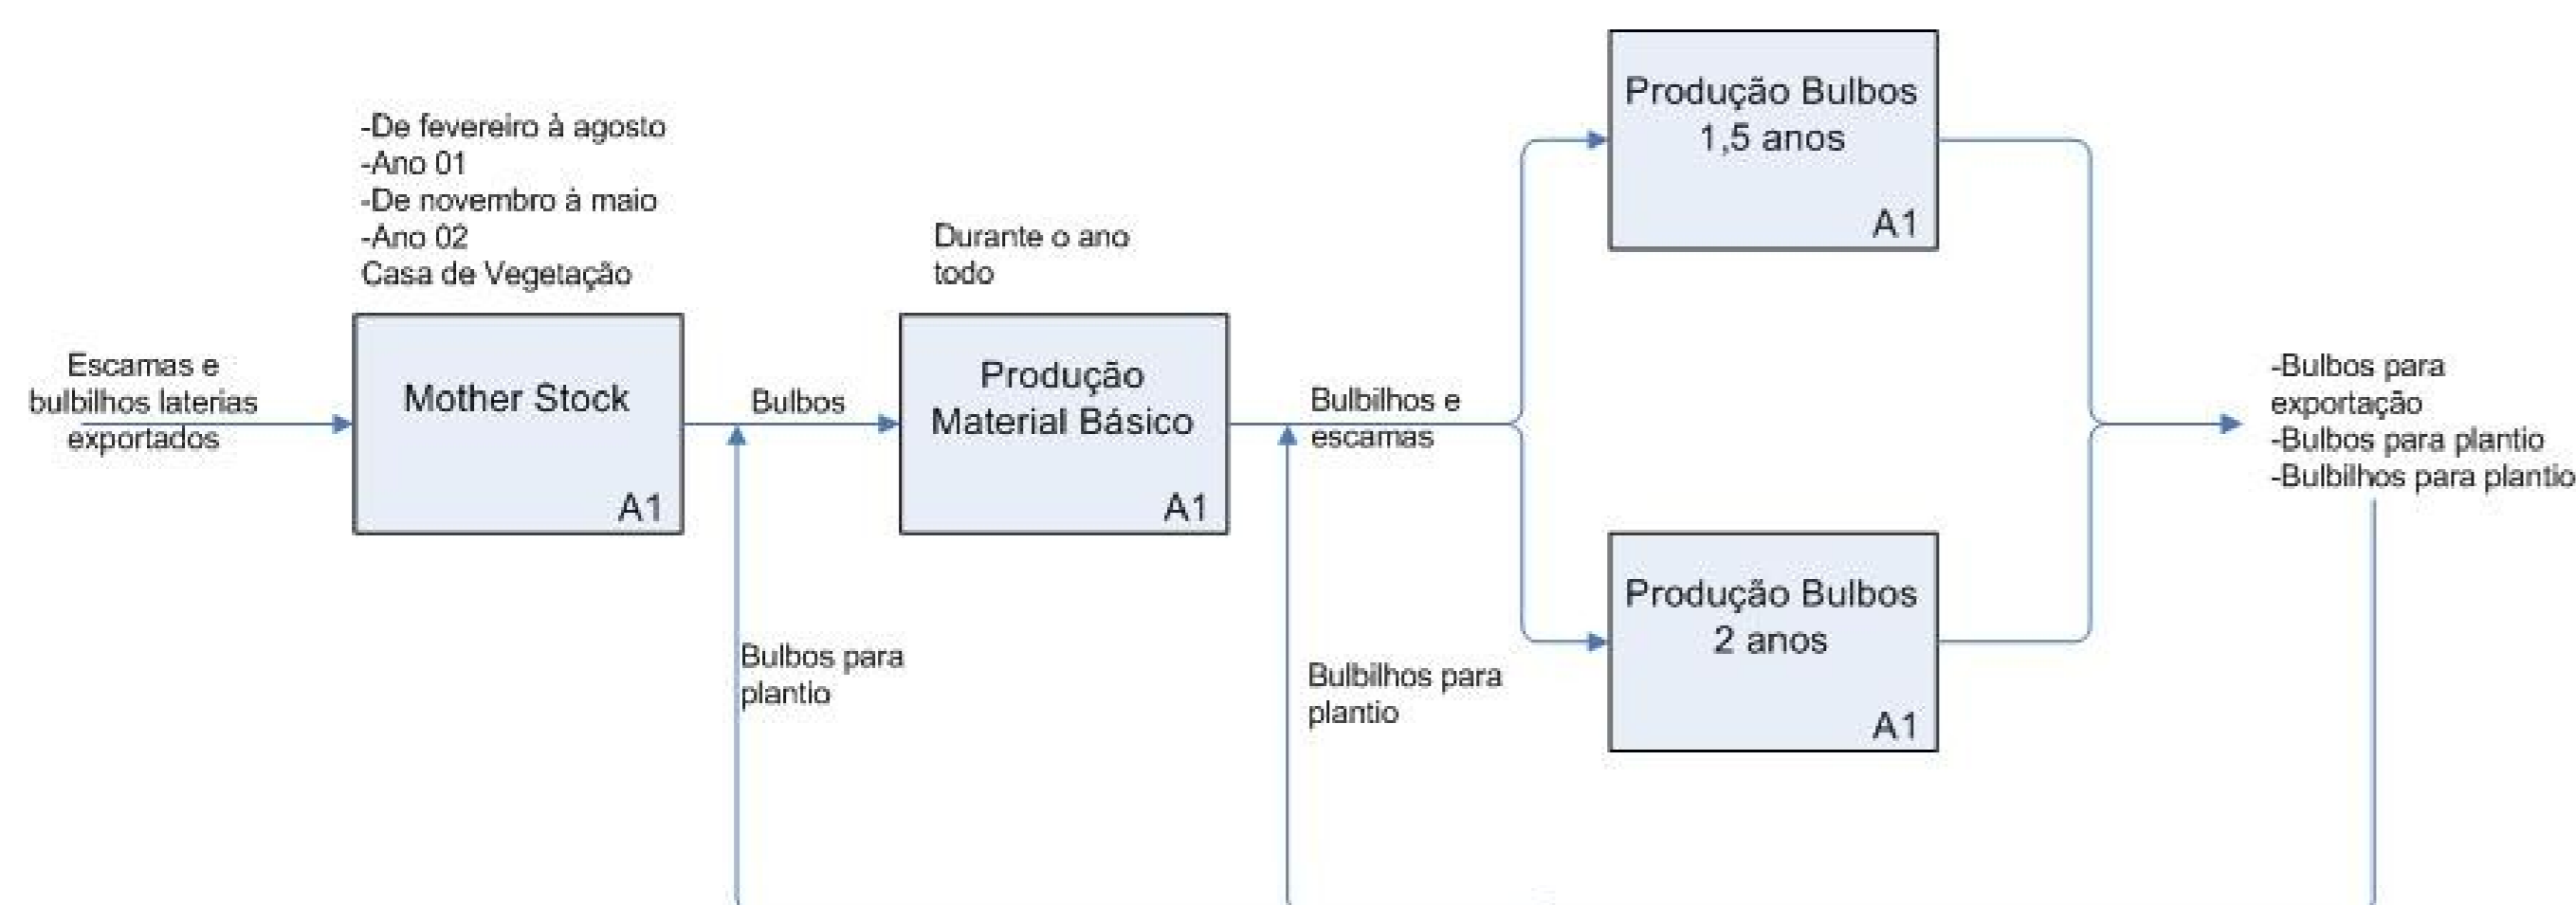 -De fevereiro à agosto
-Ano 01
-De novembro à maio
-Ano 02
Casa de Vegetação
Escamas e
bulbilhos laterias
exportados
Mother Stock
A1
Bulbos
Durante o ano
todo
Produção
Material Básico
A1
Bulbilhos e
escamas
Produção Bulbos
1,5 anos
A1
Produção Bulbos
2 anos
A1
-Bulbos para
exportação
-Bulbos para plantio
-Bulbilhos para plantio
Bulbos para
plantio
Bulbilhos para
plantio